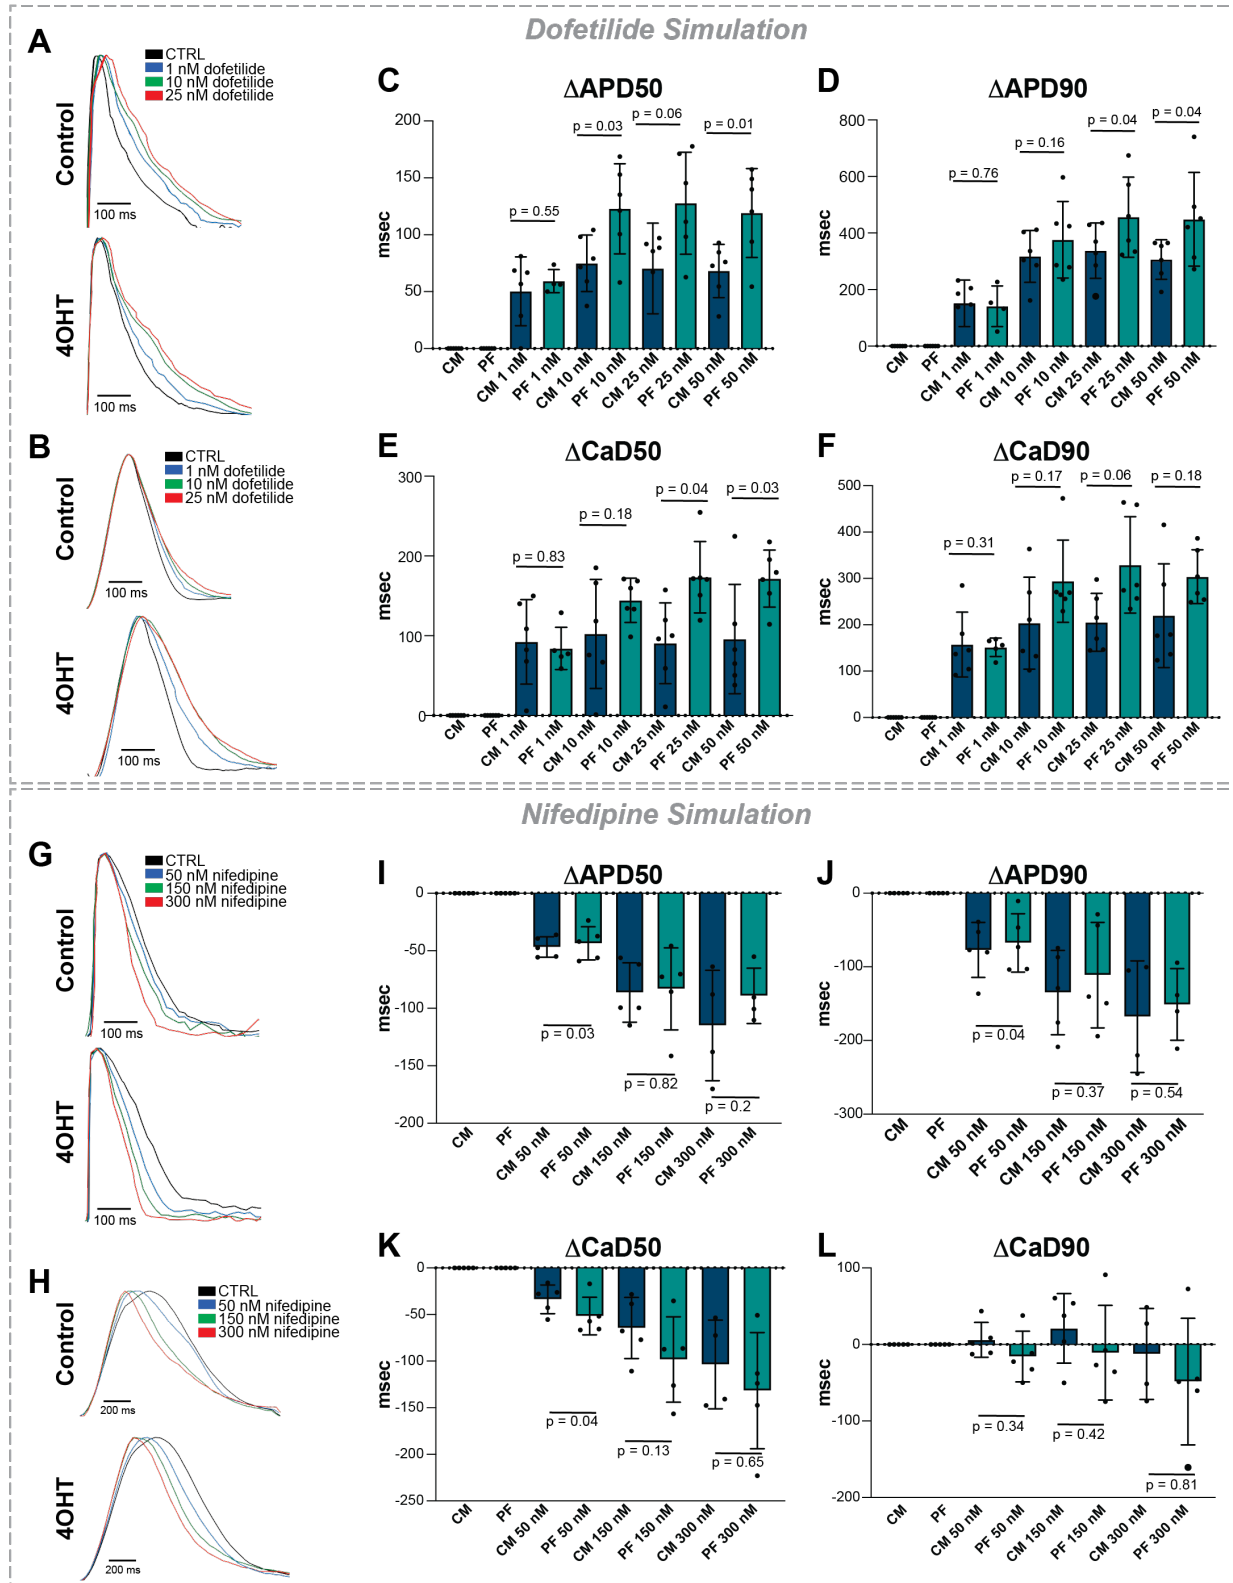 Dofetilide Simulation
A
CTRL
1 nM dofetilide
10 nM dofetilide
25 nM dofetilide
Control
100 ms
4OHT
100 ms
B
CTRL
1 nM dofetilide
10 nM dofetilide
25 nM dofetilide
Control
100 ms
4OHT
100 ms
C
ΔAPD50
msec
200
150
100
50
0
p = 0.55
p = 0.03
p = 0.06
p = 0.01
CM
PF
CM 1 nM
PF 1 nM
CM 10 nM
PF 10 nM
CM 25 nM
PF 25 nM
CM 50 nM
PF 50 nM
D
ΔAPD90
msec
800
600
400
200
0
p = 0.76
p = 0.16
p = 0.04
p = 0.04
CM
PF
CM 1 nM
PF 1 nM
CM 10 nM
PF 10 nM
CM 25 nM
PF 25 nM
CM 50 nM
PF 50 nM
E
ΔCaD50
msec
300
200
100
0
p = 0.83
p = 0.18
p = 0.04
p = 0.03
CM
PF
CM 1 nM
PF 1 nM
CM 10 nM
PF 10 nM
CM 25 nM
PF 25 nM
CM 50 nM
PF 50 nM
F
ΔCaD90
msec
500
400
300
200
100
0
p = 0.31
p = 0.17
p = 0.06
p = 0.18
CM
PF
CM 1 nM
PF 1 nM
CM 10 nM
PF 10 nM
CM 25 nM
PF 25 nM
CM 50 nM
PF 50 nM
Nifedipine Simulation
G
CTRL
50 nM nifedipine
150 nM nifedipine
300 nM nifedipine
Control
100 ms
4OHT
100 ms
H
CTRL
50 nM nifedipine
150 nM nifedipine
300 nM nifedipine
Control
200 ms
4OHT
200 ms
I
ΔAPD50
msec
0
-50
-100
-150
-200
p = 0.03
p = 0.82
p = 0.2
CM
PF
CM 50 nM
PF 50 nM
CM 150 nM
PF 150 nM
CM 300 nM
PF 300 nM
J
ΔAPD90
msec
0
-100
-200
-300
p = 0.04
p = 0.37
p = 0.54
CM
PF
CM 50 nM
PF 50 nM
CM 150 nM
PF 150 nM
CM 300 nM
PF 300 nM
K
ΔCaD50
msec
0
-50
-100
-150
-200
-250
p = 0.04
p = 0.13
p = 0.65
CM
PF
CM 50 nM
PF 50 nM
CM 150 nM
PF 150 nM
CM 300 nM
PF 300 nM
L
ΔCaD90
msec
100
0
-100
-200
p = 0.34
p = 0.42
p = 0.81
CM
PF
CM 50 nM
PF 50 nM
CM 150 nM
PF 150 nM
CM 300 nM
PF 300 nM